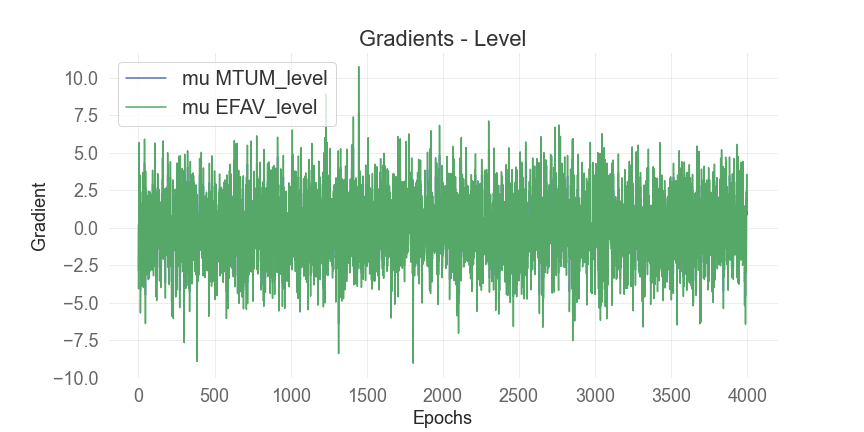 Gradients - Level
mu MTUM_level
mu EFAV_level
10.0
7.5
5.0
2.5
0.0
−2.5
−5.0
−7.5
−10.0
Gradient
0 500 1000 1500 2000 2500 3000 3500 4000
Epochs